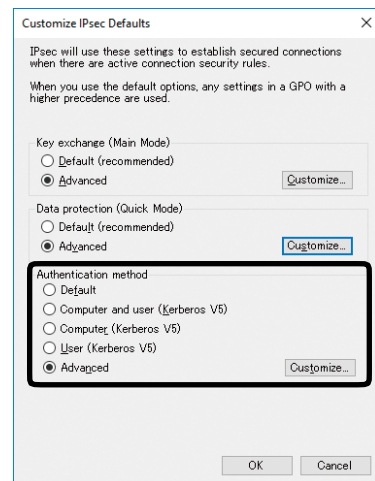 Customize IPsec Defaults
IPsec will use these settings to establish secured connections
when there are active connection security rules.
When you use the default options, any settings in a GPO with a
higher precedence are used.
Key exchange (Main Mode)
Default (recommended)
Advanced
Customize...
Data protection (Quick Mode)
Default (recommended)
Advanced
Customize...
Authentication method
Default
Computer and user (Kerberos V5)
Computer (Kerberos V5)
User (Kerberos V5)
Advanced
Customize...
OK
Cancel